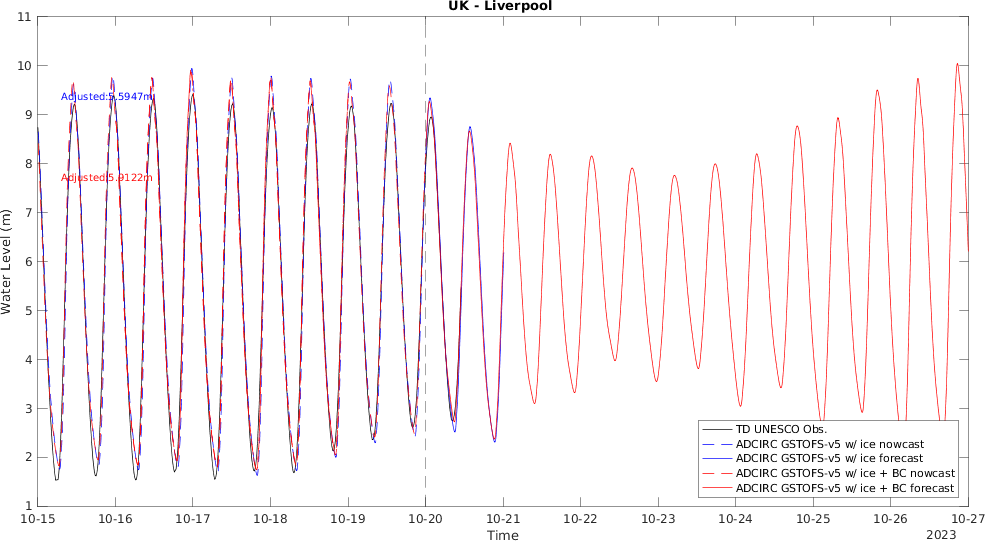 UK - Liverpool
11
10
9
8
7
6
5
4
3
2
1
Water Level (m)
Adjusted:5.5947m
Adjusted:5.9122m
TD UNESCO Obs.
ADCIRC GSTOFS-v5 w/ ice nowcast
ADCIRC GSTOFS-v5 w/ ice forecast
ADCIRC GSTOFS-v5 w/ ice + BC nowcast
ADCIRC GSTOFS-v5 w/ ice + BC forecast
10-15 10-16 10-17 10-18 10-19 10-20 10-21 10-22 10-23 10-24 10-25 10-26 10-27
Time
2023